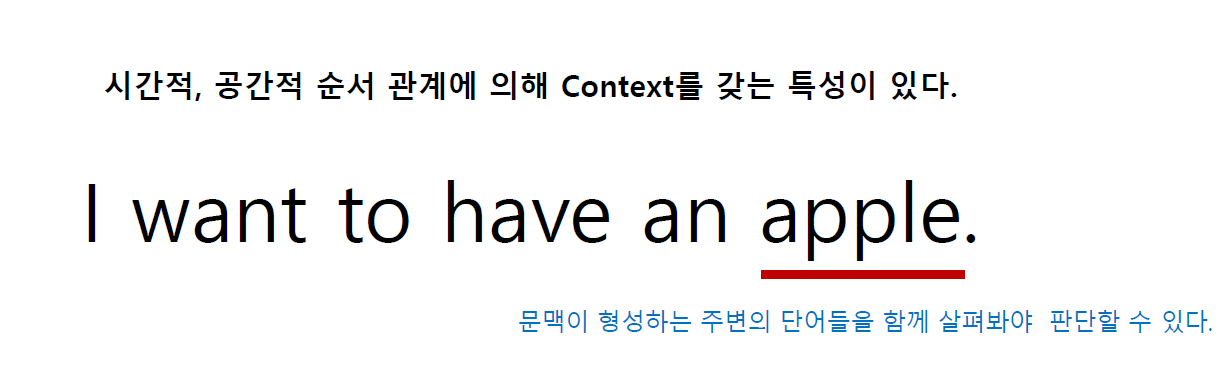 시간적, 공간적 순서 관계에 의해 Context를 갖는 특성이 있다.
I want to have an apple.
문맥이 형성하는 주변의 단어들을 함께 살펴봐야 판단할 수 있다.